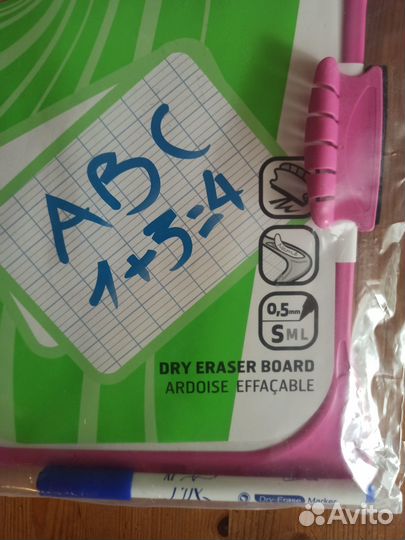 ABC
1+3=4
0,5mm
S M L
DRY ERASER BOARD
ARDOISE EFFAÇABLE
Dry-Erase Marker
Avito